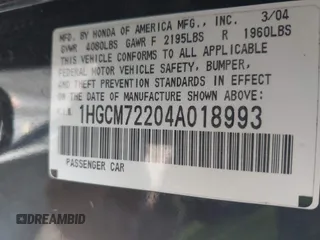 MFD. BY HONDA OF AMERICA MFG., INC. 3/04
GVWR 4080LBS GAWR F 2195LBS R 1960LBS
THIS VEHICLE CONFORMS TO ALL APPLICABLE
FEDERAL MOTOR VEHICLE SAFETY, BUMPER,
AND THEFT PREVENTION STANDARDS IN EFFECT ON
THE DATE OF MANUFACTURE SHOWN ABOVE.
V.I.N. 1HGCM72204A018993
PASSENGER CAR
© DREAMBID